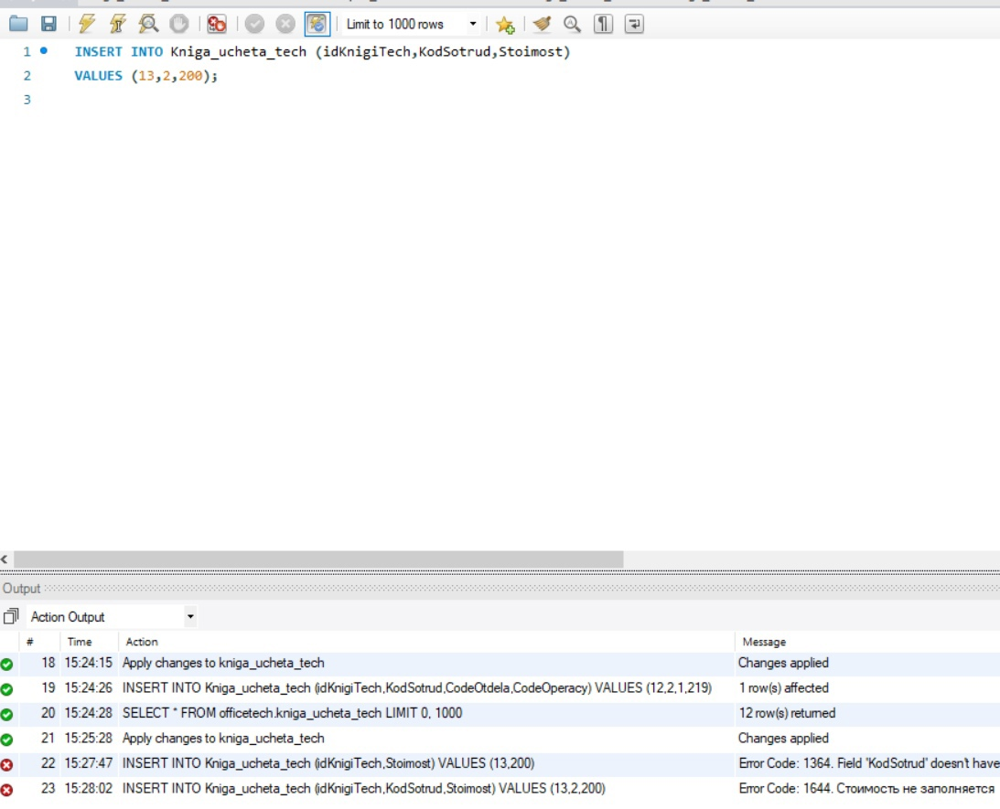 Limit to 1000 rows
1 INSERT INTO Kniga_ucheta_tech (idKnigiTech,KodSotrud,Stoimost)
2 VALUES (13,2,200);
3
Output
Action Output
# Time Action Message
18 15:24:15 Apply changes to kniga_ucheta_tech Changes applied
19 15:24:26 INSERT INTO Kniga_ucheta_tech (idKnigiTech,KodSotrud,CodeOtdela,CodeOperacy) VALUES (12,2,1,219) 1 row(s) affected
20 15:24:28 SELECT * FROM officetech.kniga_ucheta_tech LIMIT 0, 1000 12 row(s) returned
21 15:25:28 Apply changes to kniga_ucheta_tech Changes applied
22 15:27:47 INSERT INTO Kniga_ucheta_tech (idKnigiTech,Stoimost) VALUES (13,200) Error Code: 1364. Field 'KodSotrud' doesn't have
23 15:28:02 INSERT INTO Kniga_ucheta_tech (idKnigiTech,KodSotrud,Stoimost) VALUES (13,2,200) Error Code: 1644. Стоимость не заполняется